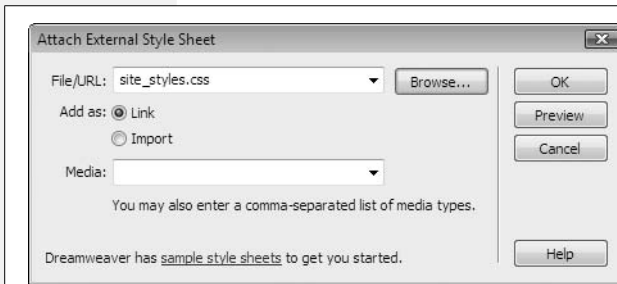 Attach External Style Sheet
File/URL: site_styles.css Browse... OK
Add as: Link Preview
Import Cancel
Media:
You may also enter a comma-separated list of media types.
Dreamweaver has sample style sheets to get you started. Help